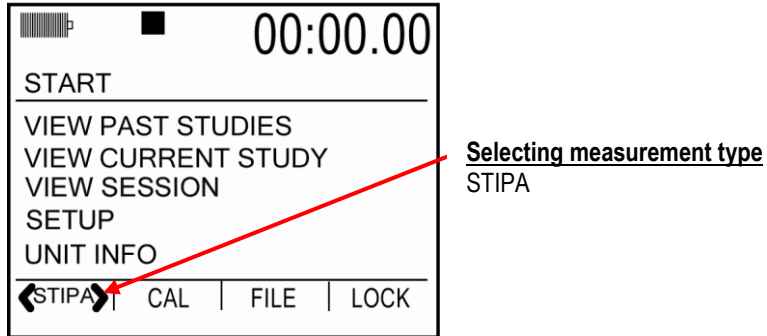 00:00.00
START
VIEW PAST STUDIES
VIEW CURRENT STUDY
VIEW SESSION
SETUP
UNIT INFO
STIPA CAL FILE LOCK
Selecting measurement type
STIPA